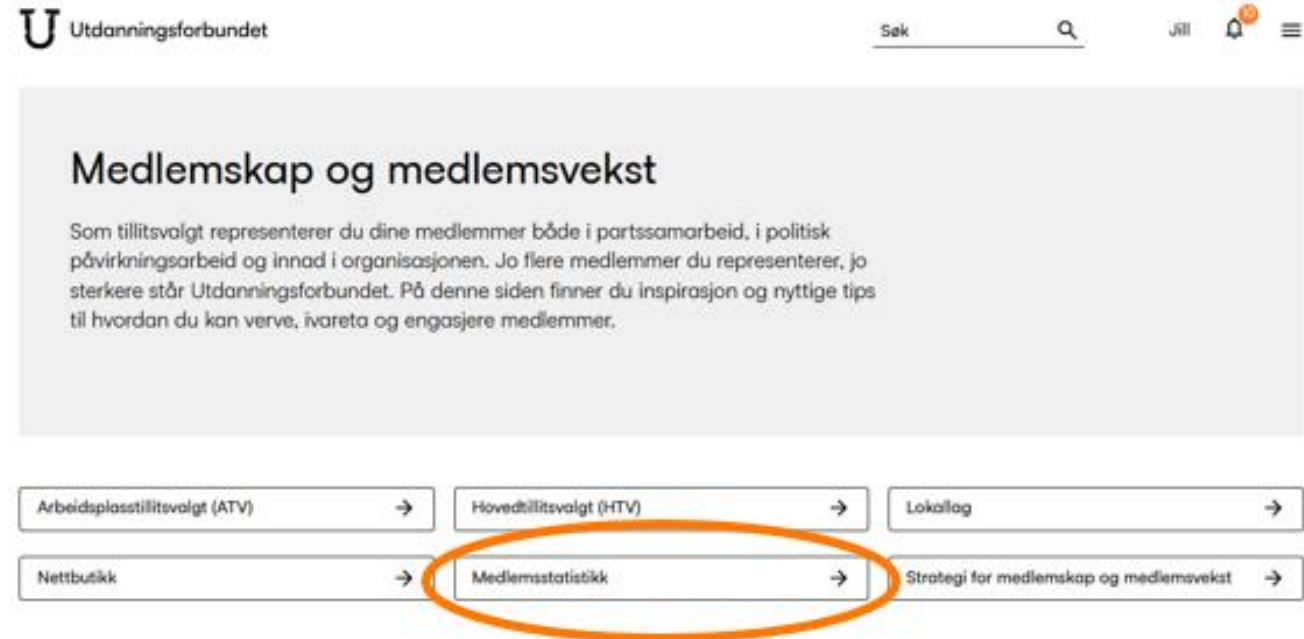 Utdanningsforbundet
Søk
Jill
10
Medlemskap og medlemsvekst
Som tillitsvalgt representerer du dine medlemmer både i partssamarbeid, i politisk
påvirkningsarbeid og innad i organisasjonen. Jo flere medlemmer du representerer, jo
sterkere står Utdanningsforbundet. På denne siden finner du inspirasjon og nyttige tips
til hvordan du kan verve, ivareta og engasjere medlemmer.
Arbeidsplasstillitsvalgt (ATV)
Hovedtillitsvalgt (HTV)
Lokallag
Nettbutikk
Medlemsstatistikk
Strategi for medlemskap og medlemsvekst